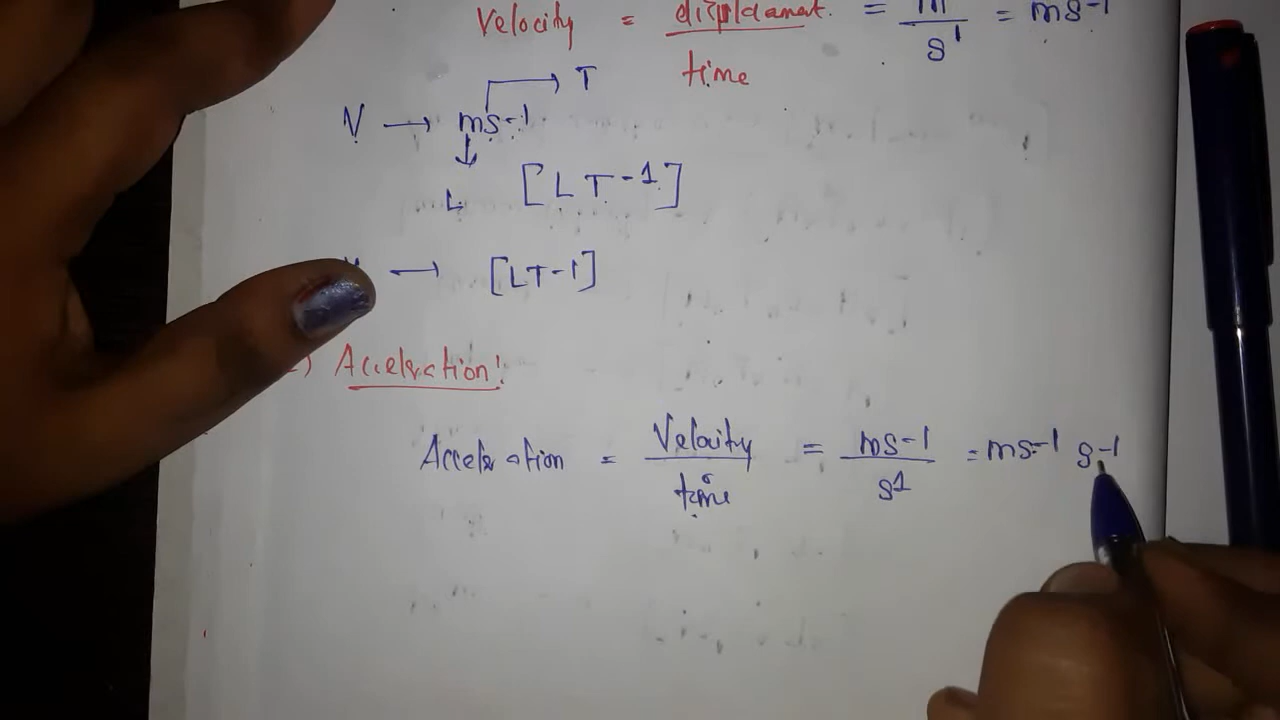 Velocity = displacement = m/s¹ = ms-1
time
T
V → ms-1
L [LT-1]
→ [LT-1]
) Acceleration:
Acceleration = Velocity/time = ms-1/s1 = ms-1 s-1